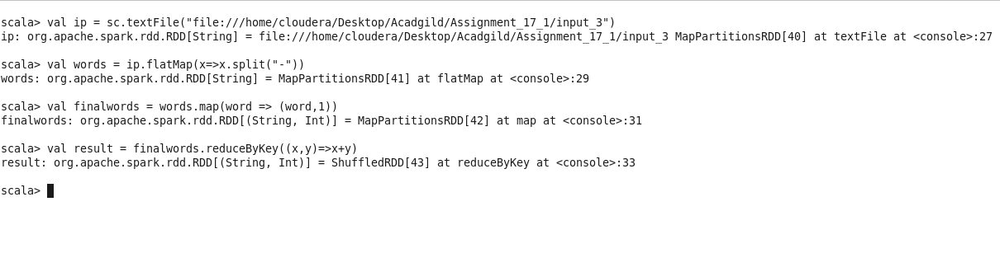 scala> val ip = sc.textFile("file:///home/cloudera/Desktop/Acadgild/Assignment_17_1/input_3")
ip: org.apache.spark.rdd.RDD[String] = file:///home/cloudera/Desktop/Acadgild/Assignment_17_1/input_3 MapPartitionsRDD[40] at textFile at <console>:27
scala> val words = ip.flatMap(x=>x.split("-"))
words: org.apache.spark.rdd.RDD[String] = MapPartitionsRDD[41] at flatMap at <console>:29
scala> val finalwords = words.map(word => (word,1))
finalwords: org.apache.spark.rdd.RDD[(String, Int)] = MapPartitionsRDD[42] at map at <console>:31
scala> val result = finalwords.reduceByKey((x,y)=>x+y)
result: org.apache.spark.rdd.RDD[(String, Int)] = ShuffledRDD[43] at reduceByKey at <console>:33
scala>